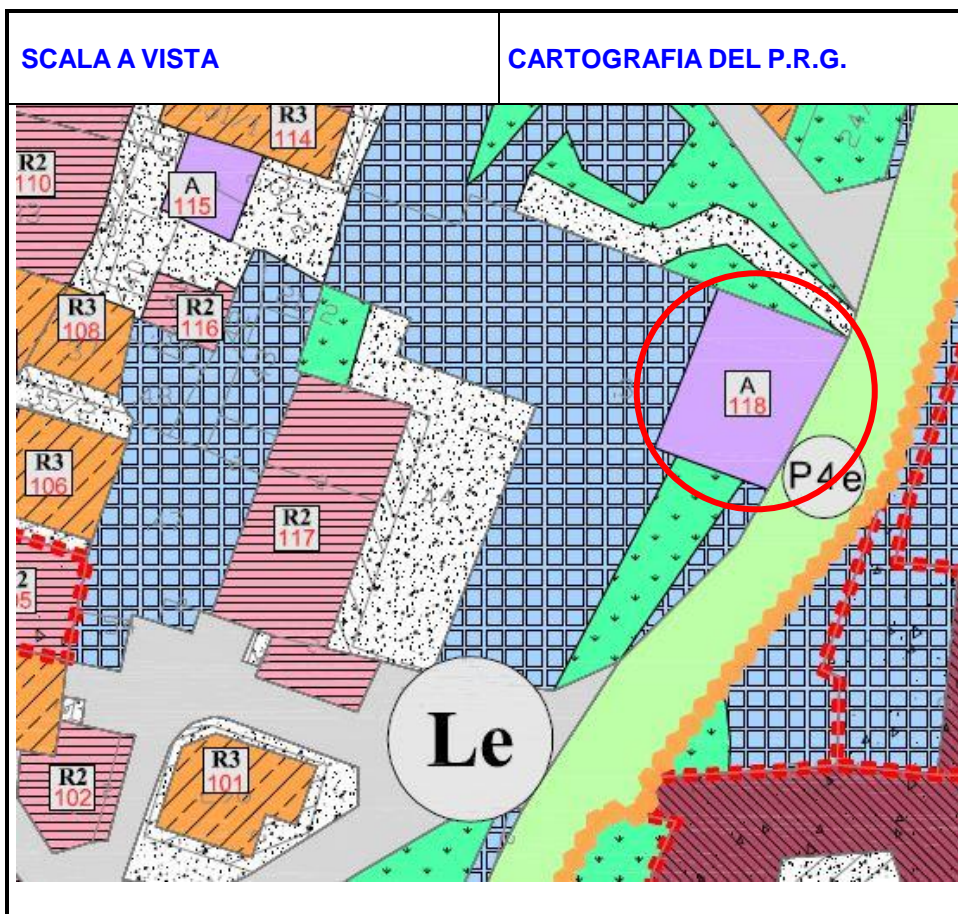 SCALA A VISTA
CARTOGRAFIA DEL P.R.G.
R3
114
R2
110
A
115
R2
116
R3
108
A
118
R3
106
P4e
R2
117
Le
R3
101
R2
102